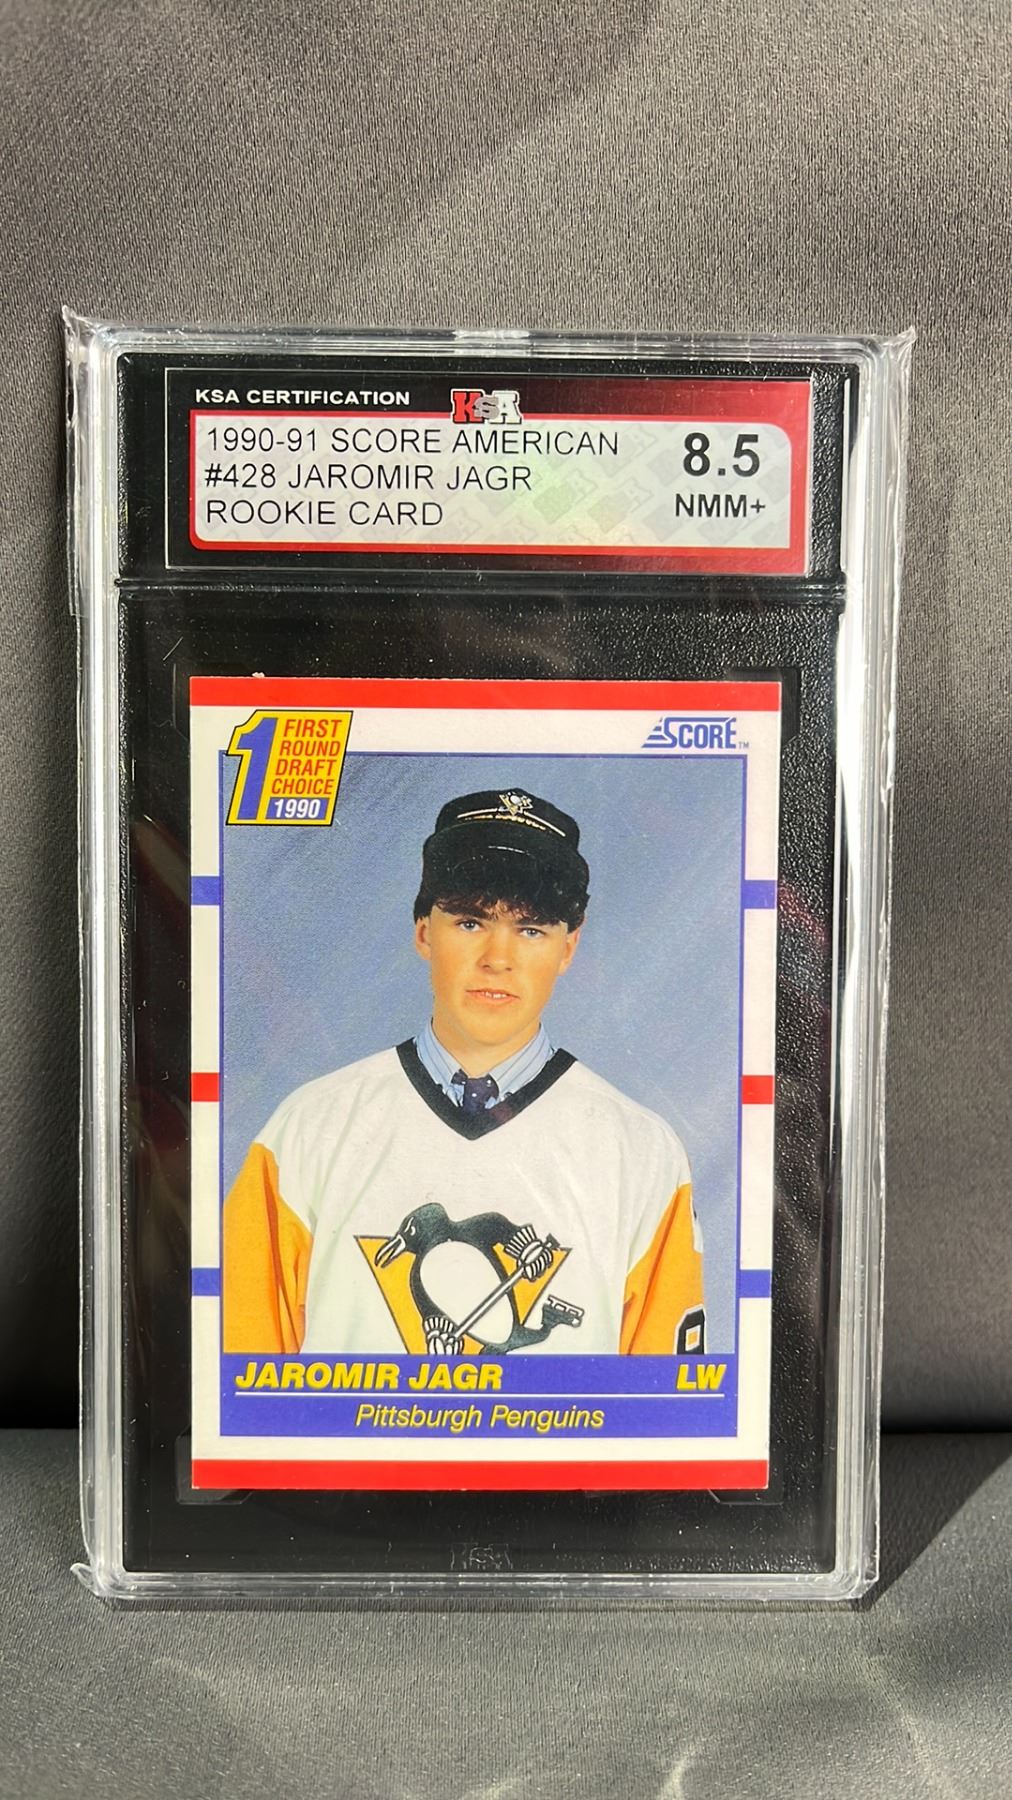 KSA CERTIFICATION
KSA
1990-91 SCORE AMERICAN
#428 JAROMIR JAGR
ROOKIE CARD
8.5
NMM+
1
FIRST
ROUND
DRAFT
CHOICE
1990
SCORE™
JAROMIR JAGR
LW
Pittsburgh Penguins